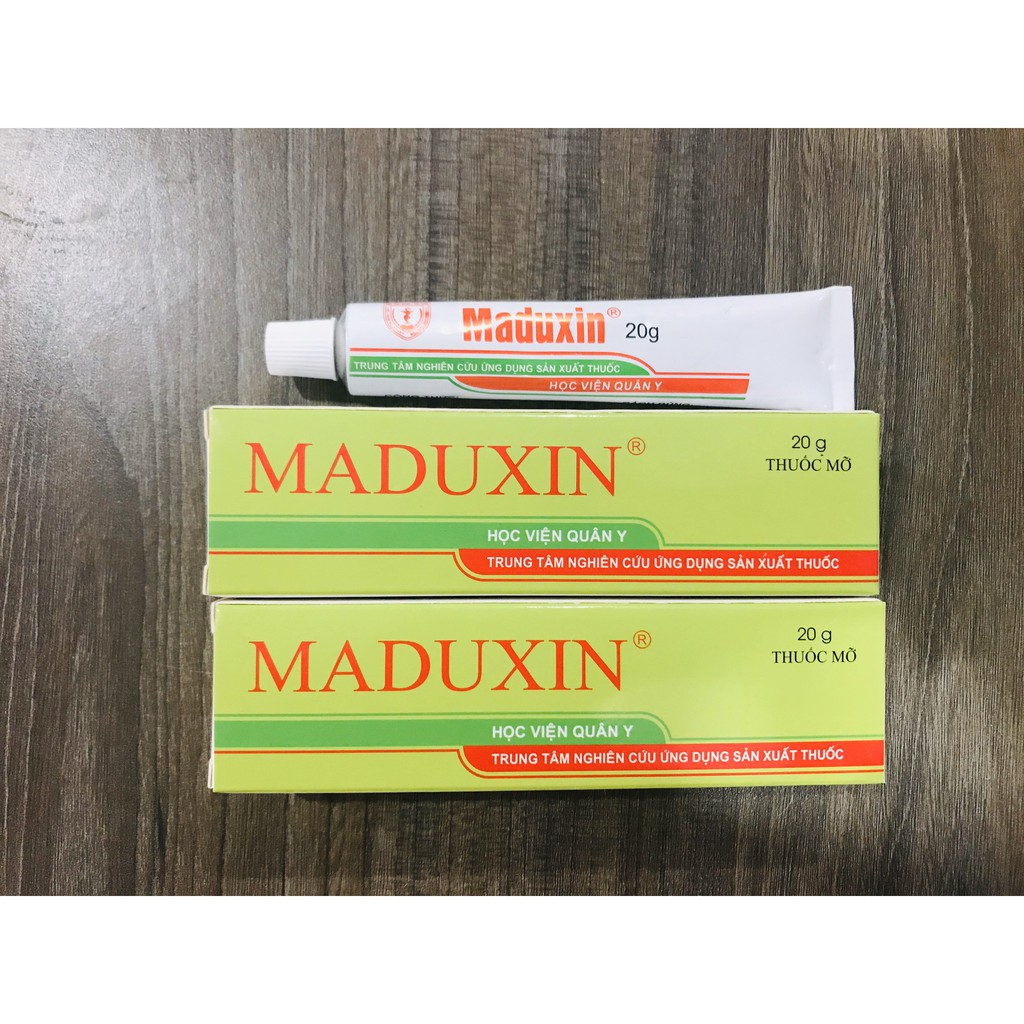 Maduxin® 20g
TRUNG TÂM NGHIÊN CỨU ỨNG DỤNG SẢN XUẤT THUỐC
HỌC VIỆN QUÂN Y
MADUXIN®
20 g
THUỐC MỠ
HỌC VIỆN QUÂN Y
TRUNG TÂM NGHIÊN CỨU ỨNG DỤNG SẢN XUẤT THUỐC
MADUXIN®
20 g
THUỐC MỠ
HỌC VIỆN QUÂN Y
TRUNG TÂM NGHIÊN CỨU ỨNG DỤNG SẢN XUẤT THUỐC